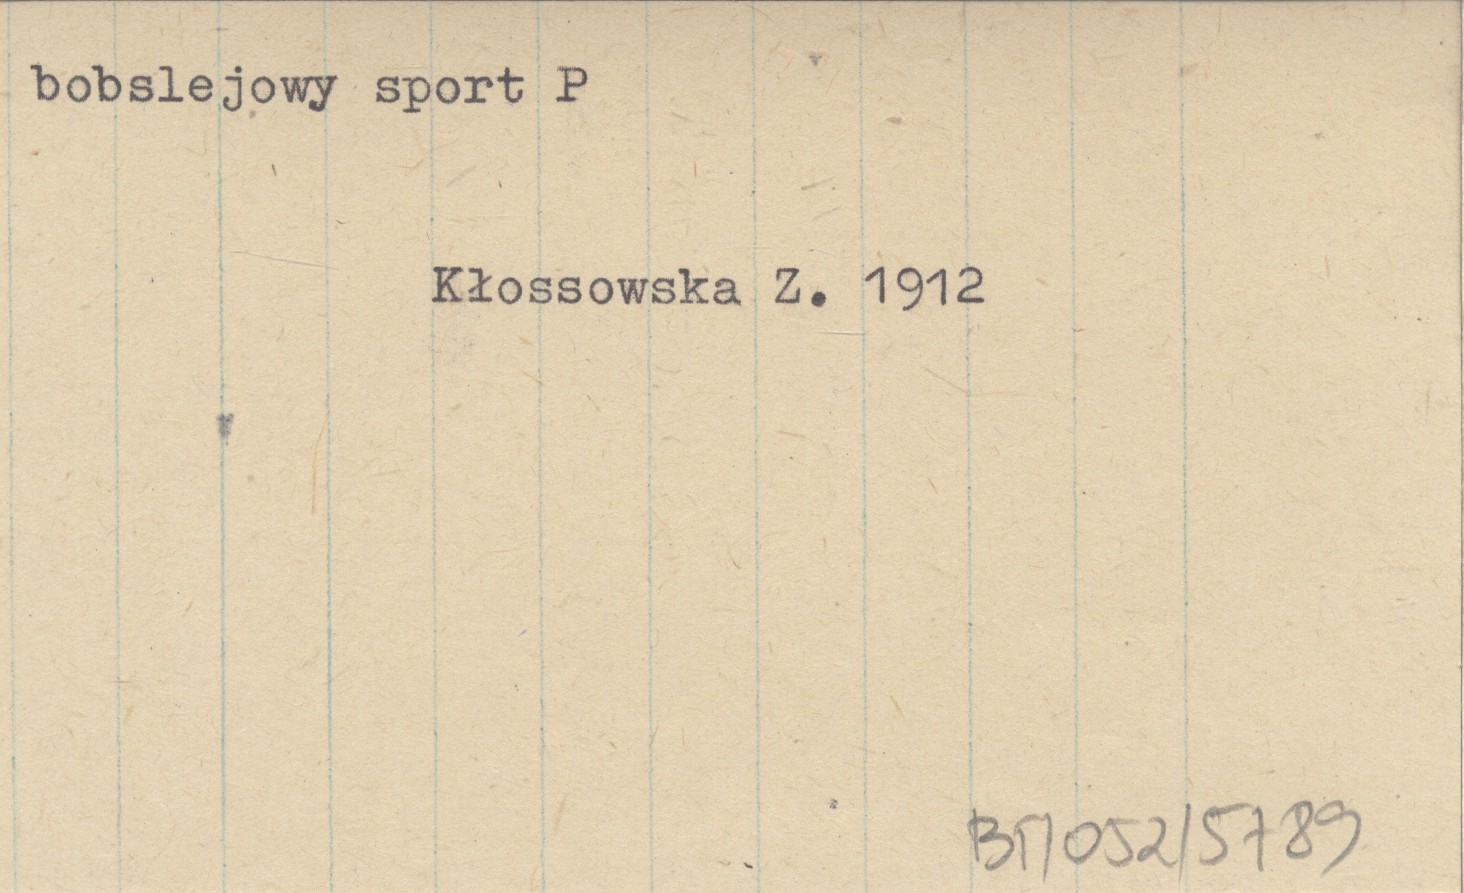 bobslejowy sport P
Kłossowska Z. 1912
BT/052/5789